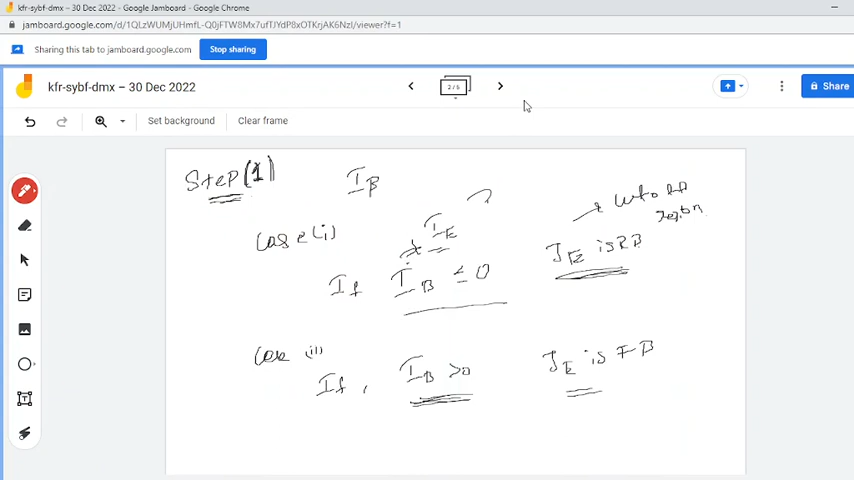 kfr-sybf-dmx – 30 Dec 2022 - Google Jamboard - Google Chrome
jamboard.google.com/d/1QLzWUMjUHmfL-Q0jFTW8Mx7ufTJYdP8xOTKrjAK6NzI/viewer?f=1
Sharing this tab to jamboard.google.com Stop sharing
kfr-sybf-dmx – 30 Dec 2022
Share
Set background Clear frame
Step (1) IB
Case (i) IE
region
JE is RB
If IB ≤ 0
Case (ii)
If, IB >0 JE is FB